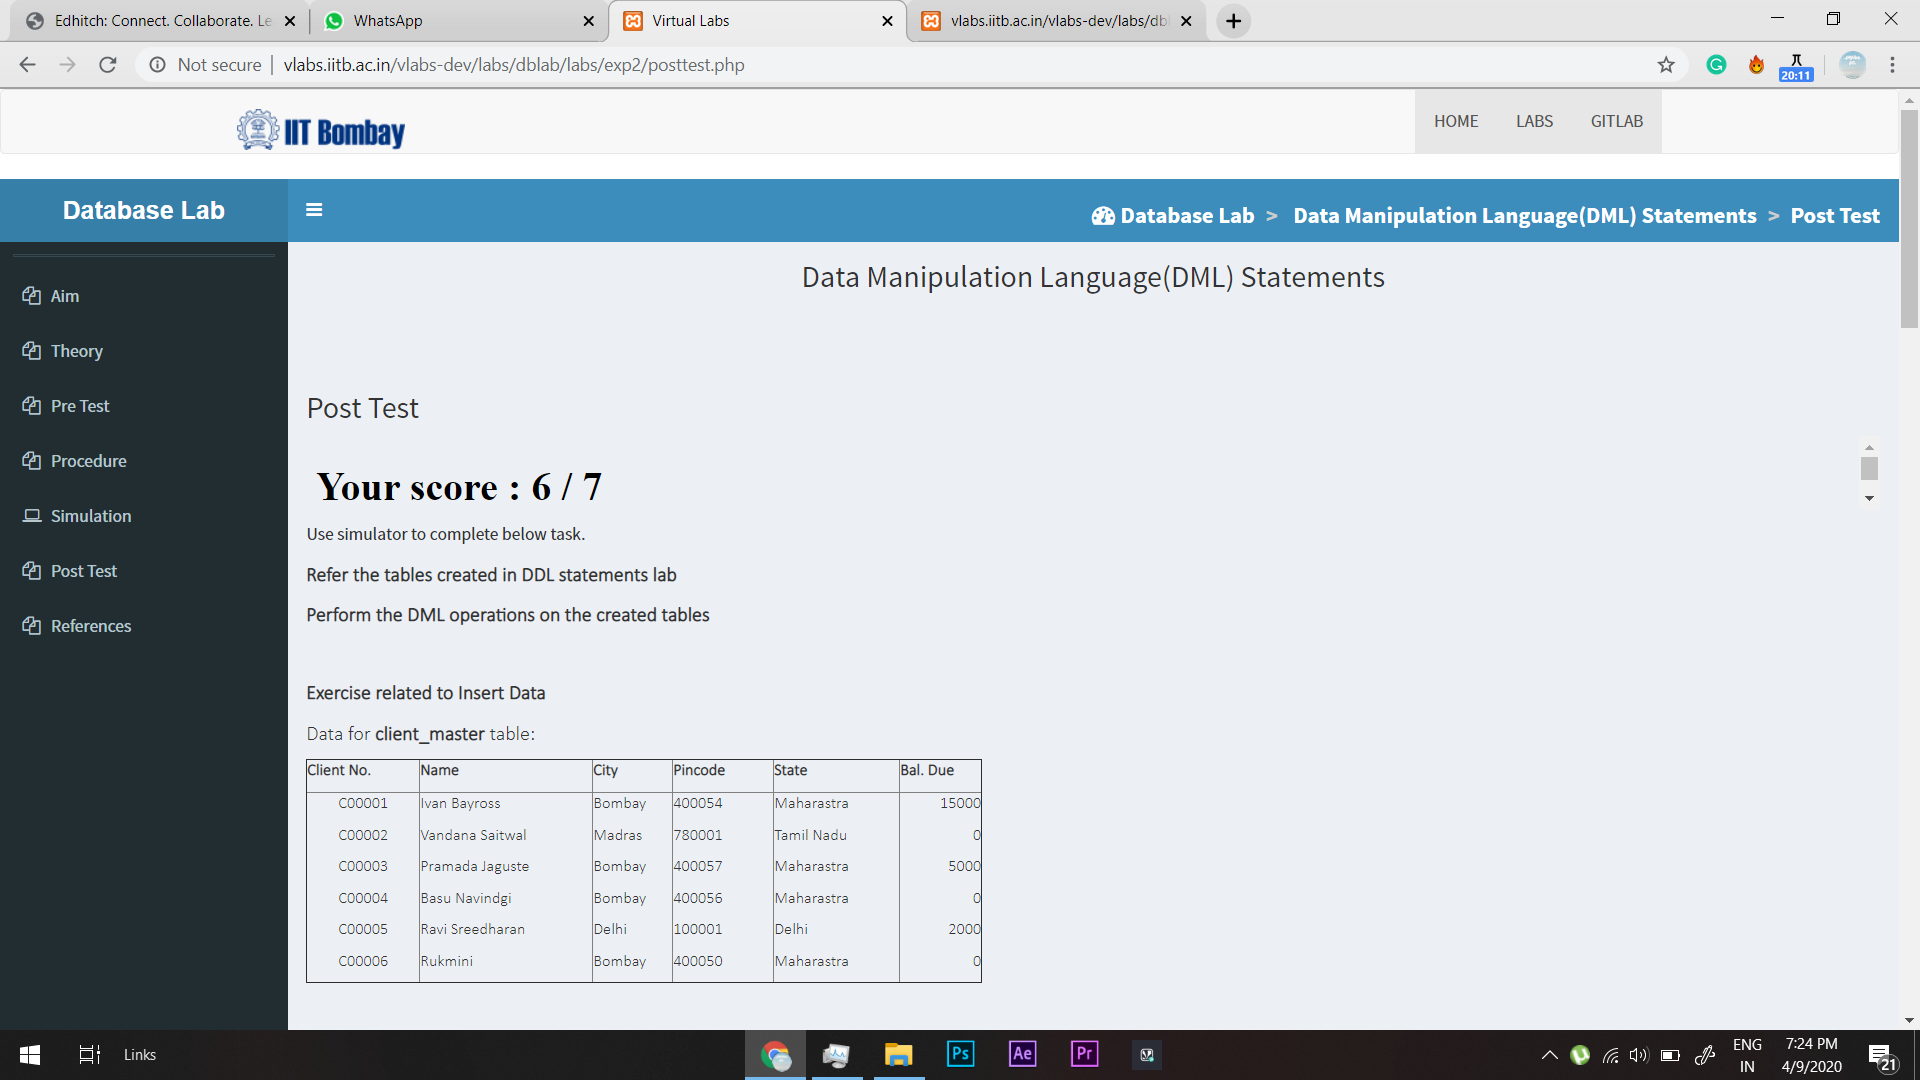 Edhitch: Connect. Collaborate. Le
WhatsApp
Virtual Labs
vlabs.iitb.ac.in/vlabs-dev/labs/dbl
Not secure | vlabs.iitb.ac.in/vlabs-dev/labs/dblab/labs/exp2/posttest.php
20:11
IIT Bombay
HOME LABS GITLAB
Database Lab
Database Lab > Data Manipulation Language(DML) Statements > Post Test
Aim
Theory
Pre Test
Procedure
Simulation
Post Test
References
Data Manipulation Language(DML) Statements
Post Test
Your score : 6 / 7
Use simulator to complete below task.
Refer the tables created in DDL statements lab
Perform the DML operations on the created tables
Exercise related to Insert Data
Data for client_master table:
Client No. Name City Pincode State Bal. Due
C00001 Ivan Bayross Bombay 400054 Maharastra 15000
C00002 Vandana Saitwal Madras 780001 Tamil Nadu 0
C00003 Pramada Jaguste Bombay 400057 Maharastra 5000
C00004 Basu Navindgi Bombay 400056 Maharastra 0
C00005 Ravi Sreedharan Delhi 100001 Delhi 2000
C00006 Rukmini Bombay 400050 Maharastra 0
Links
Ps
Ae
Pr
ENG
IN
7:24 PM
4/9/2020
21